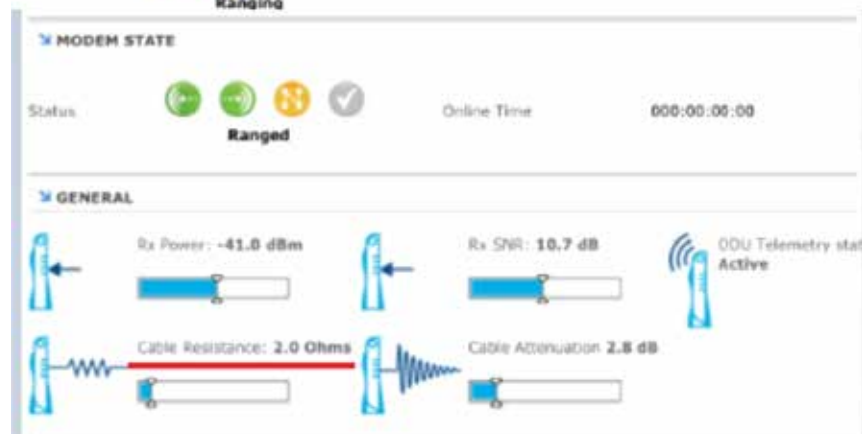 Ranging
MODEM STATE
Status
Ranged
Online Time
000:00:00:00
GENERAL
Rx Power: -41.0 dBm
Rx SNR: 10.7 dB
ODU Telemetry stat
Active
Cable Resistance: 2.0 Ohms
Cable Attenuation 2.8 dB